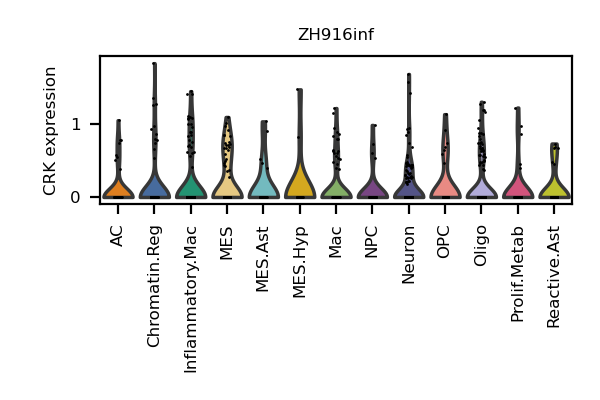 ZH916inf
CRK expression
1
0
AC
Chromatin.Reg
Inflammatory.Mac
MES
MES.Ast
MES.Hyp
Mac
NPC
Neuron
OPC
Oligo
Prolif.Metab
Reactive.Ast